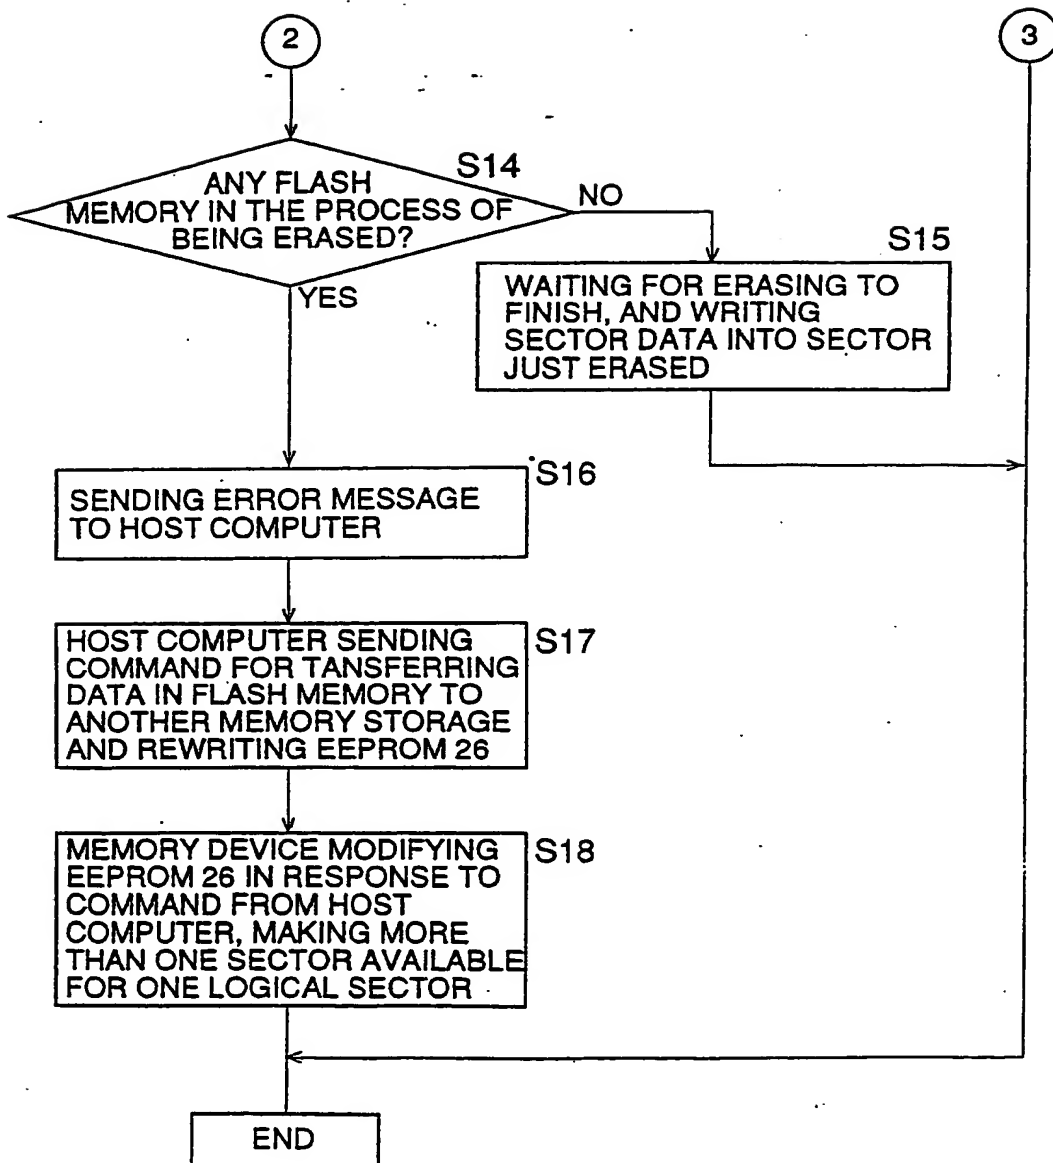 2
3
S14
ANY FLASH
MEMORY IN THE PROCESS OF
BEING ERASED?
NO
YES
S15
WAITING FOR ERASING TO
FINISH, AND WRITING
SECTOR DATA INTO SECTOR
JUST ERASED
S16
SENDING ERROR MESSAGE
TO HOST COMPUTER
S17
HOST COMPUTER SENDING
COMMAND FOR TANSFERRING
DATA IN FLASH MEMORY TO
ANOTHER MEMORY STORAGE
AND REWRITING EEPROM 26
S18
MEMORY DEVICE MODIFYING
EEPROM 26 IN RESPONSE TO
COMMAND FROM HOST
COMPUTER, MAKING MORE
THAN ONE SECTOR AVAILABLE
FOR ONE LOGICAL SECTOR
END